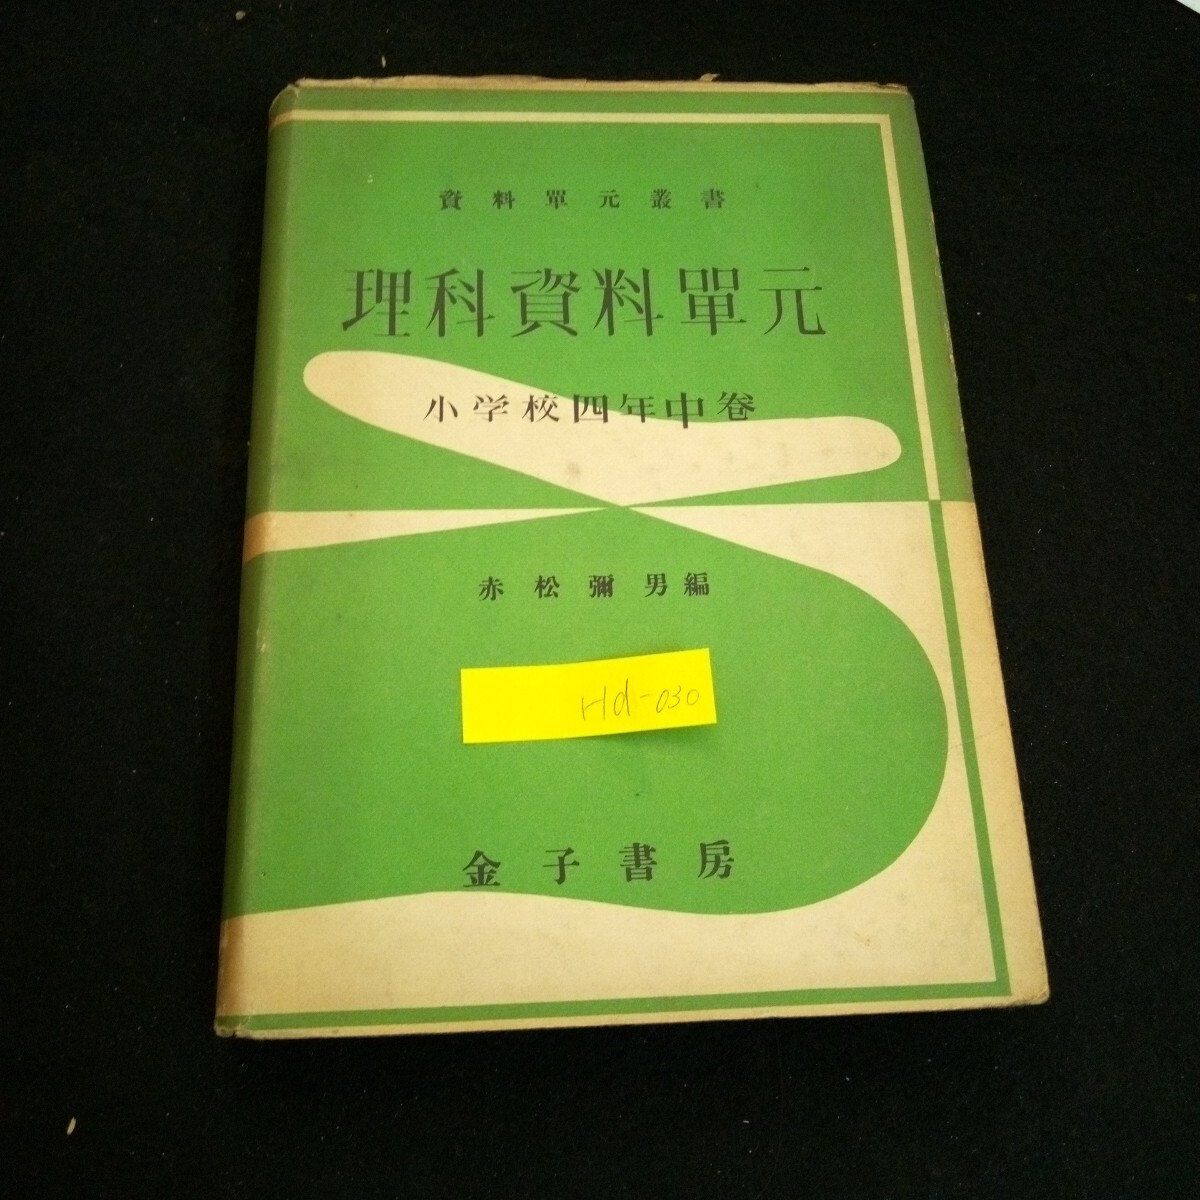 資料單元叢書
理科資料單元
小学校四年中卷
赤松彌男編
Hd-030
金子書房